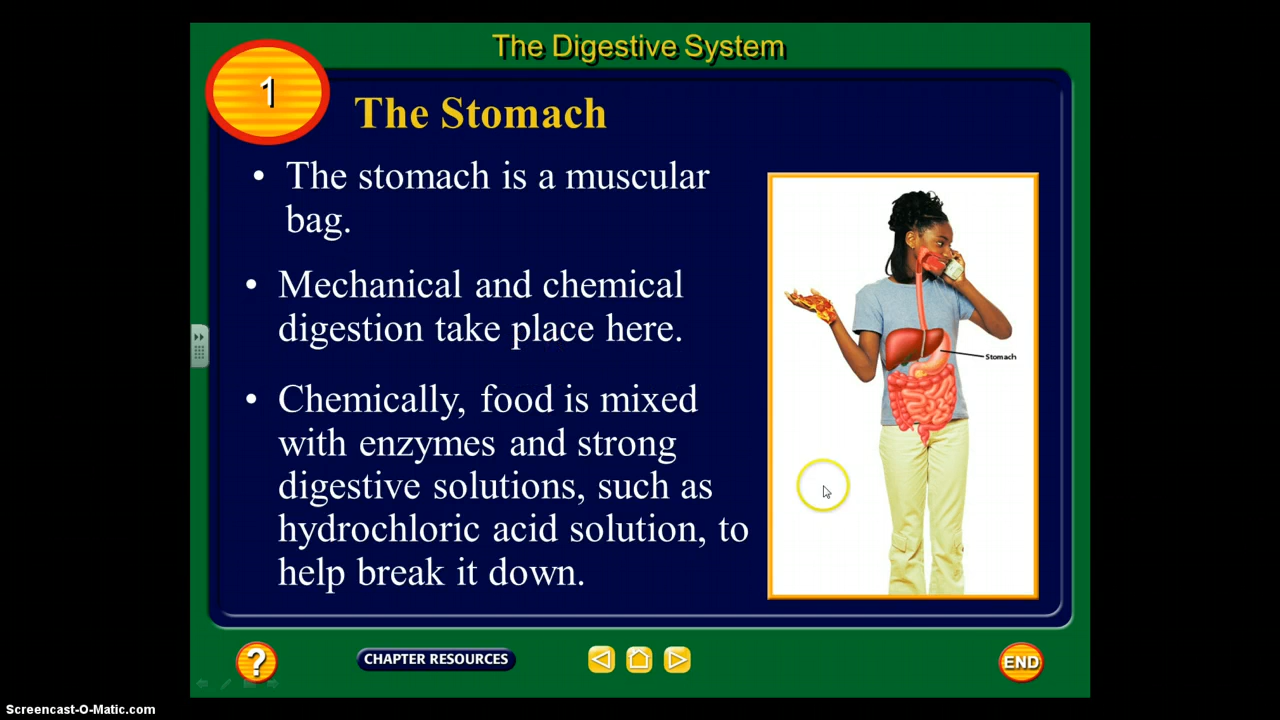 The Digestive System
1
The Stomach
• The stomach is a muscular
bag.
• Mechanical and chemical
digestion take place here.
• Chemically, food is mixed
with enzymes and strong
digestive solutions, such as
hydrochloric acid solution, to
help break it down.
Stomach
?
CHAPTER RESOURCES
END
Screencast-O-Matic.com